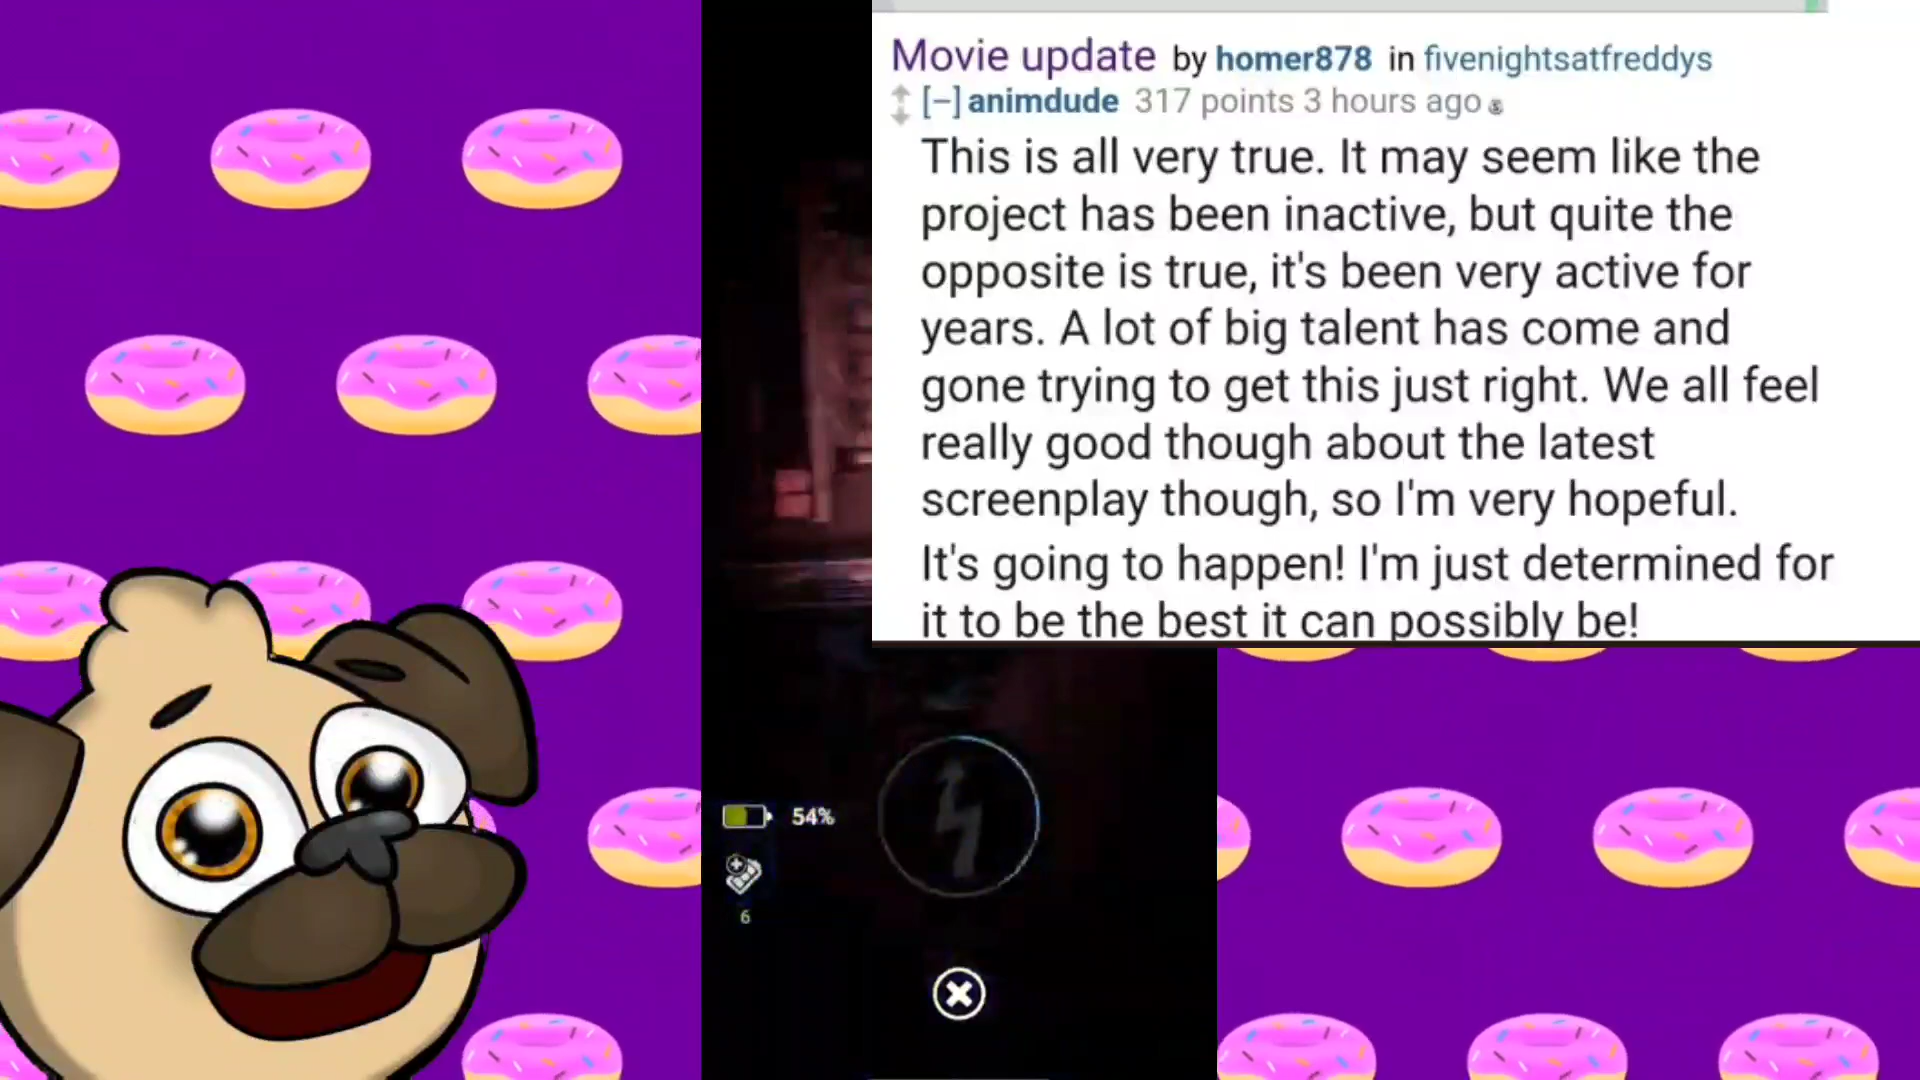 Movie update by homer878 in fivenightsatfreddys
[–] animdude 317 points 3 hours ago
This is all very true. It may seem like the
project has been inactive, but quite the
opposite is true, it's been very active for
years. A lot of big talent has come and
gone trying to get this just right. We all feel
really good though about the latest
screenplay though, so I'm very hopeful.
It's going to happen! I'm just determined for
it to be the best it can possibly be!
54%
6